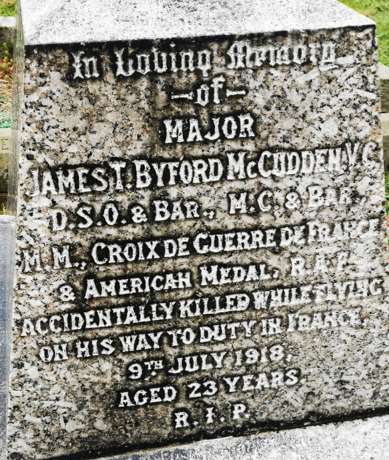 In Loving Memory
—of—
MAJOR
JAMES.T.BYFORD McCUDDEN,V.C.
D.S.O. & BAR., M.C. & BAR,
M.M., CROIX DE GUERRE DE FRANCE
& AMERICAN MEDAL, R.A.F.
ACCIDENTALLY KILLED WHILE FLYING
ON HIS WAY TO DUTY IN FRANCE,
9TH JULY 1918,
AGED 23 YEARS.
R.I.P.